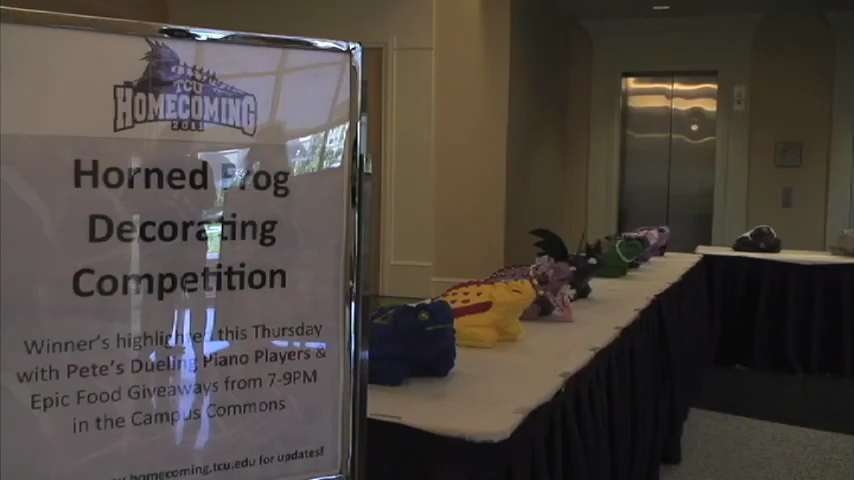 TCU
HOMECOMING
2011
Horned Frog
Decorating
Competition
Winner's highlighted this Thursday
with Pete's Dueling Piano Players &
Epic Food Giveaways from 7-9PM
in the Campus Commons
homecoming.tcu.edu for updates!